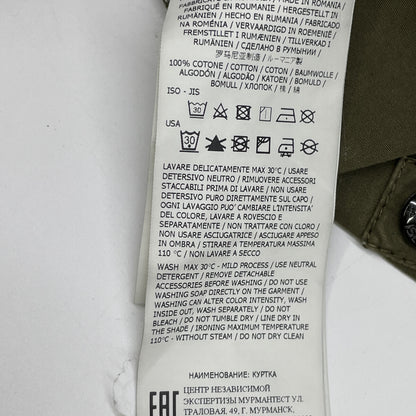 FABRIQUÉ EN ROUMANIE / HERGESTELLT IN
RUMÄNIEN / HECHO EN RUMANIA / FABRICADO
NA ROMÉNIA / VERVAARDIGD IN ROEMENIË /
FREMSTILLET I RUMÆNIEN / TILLVERKAD I
RUMÄNIEN / СДЕЛАНО В РУМЫНИИ /
罗马尼亚制造 / ルーマニア製
100% COTONE / COTTON / COTON / BAUMWOLLE /
ALGODÓN / ALGODÃO / KATOEN / BOMULD /
BOMULL / ХЛОПОК / 棉 / 綿
ISO - JIS
USA
30
LAVARE DELICATAMENTE MAX 30°C / USARE
DETERSIVO NEUTRO / RIMUOVERE ACCESSORI
STACCABILI PRIMA DI LAVARE / NON USARE
DETERSIVO PURO DIRETTAMENTE SUL CAPO /
OGNI LAVAGGIO PUO' CAMBIARE L'INTENSITA'
DEL COLORE, LAVARE A ROVESCIO E
SEPARATAMENTE / NON TRATTARE CON CLORO /
NON USARE ASCIUGATRICE / ASCIUGARE APPESO
IN OMBRA / STIRARE A TEMPERATURA MASSIMA
110 °C / NON LAVARE A SECCO
WASH MAX 30°C - MILD PROCESS / USE NEUTRAL
DETERGENT / REMOVE DETACHABLE
ACCESSORIES BEFORE WASHING / DO NOT USE
WASHING SOAP DIRECTLY ON THE GARMENT /
WASHING CAN ALTER COLOR INTENSITY, WASH
INSIDE OUT, WASH SEPARATELY / DO NOT
BLEACH / DO NOT TUMBLE DRY / LINE DRY IN
THE SHADE / IRONING MAXIMUM TEMPERATURE
110°C - WITHOUT STEAM / DO NOT DRY CLEAN
НАИМЕНОВАНИЕ: КУРТКА
EAC
ЦЕНТР НЕЗАВИСИМОЙ
ЭКСПЕРТИЗЫ МУРМАНТЕСТ УЛ.
ТРАЛОВАЯ, 49, Г. МУРМАНСК,